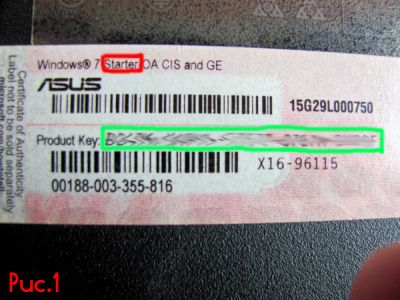 Windows® 7 Starter OA CIS and GE
ASUS
15G29L000750
Product Key:
X16-96115
00188-003-355-816
Certificate of Authenticity
Label not to be sold separately
Рис.1